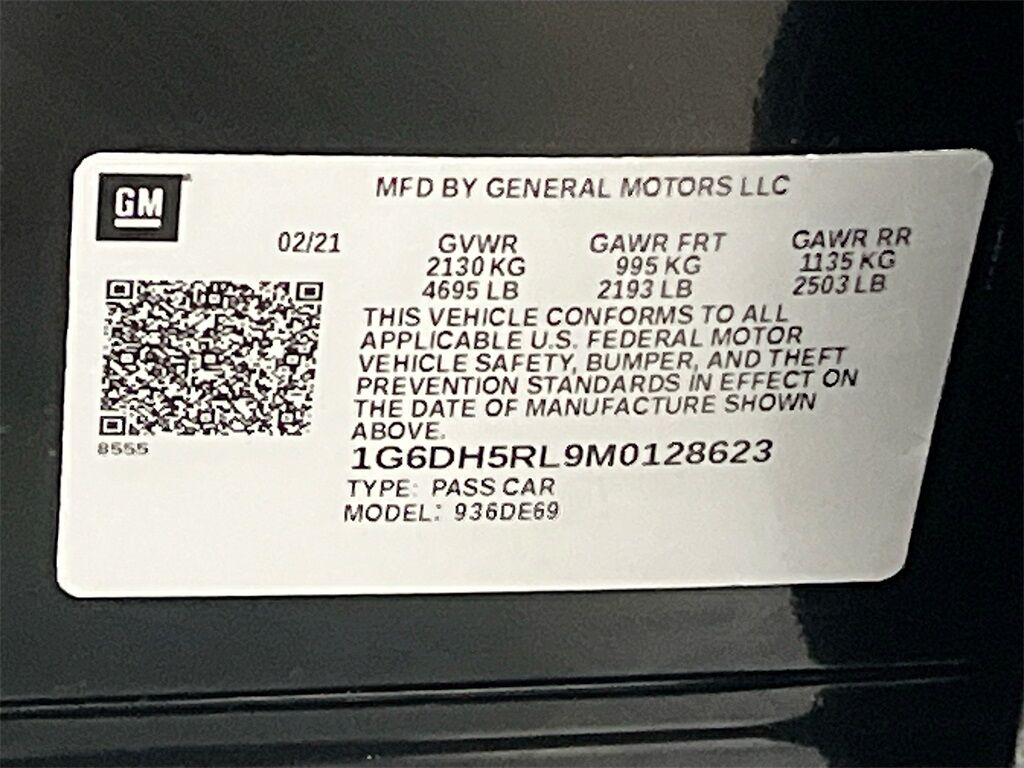 GM
MFD BY GENERAL MOTORS LLC
02/21 GVWR GAWR FRT GAWR RR
2130 KG 995 KG 1135 KG
4695 LB 2193 LB 2503 LB
THIS VEHICLE CONFORMS TO ALL
APPLICABLE U.S. FEDERAL MOTOR
VEHICLE SAFETY, BUMPER, AND THEFT
PREVENTION STANDARDS IN EFFECT ON
THE DATE OF MANUFACTURE SHOWN
ABOVE.
8555
1G6DH5RL9M0128623
TYPE: PASS CAR
MODEL: 936DE69